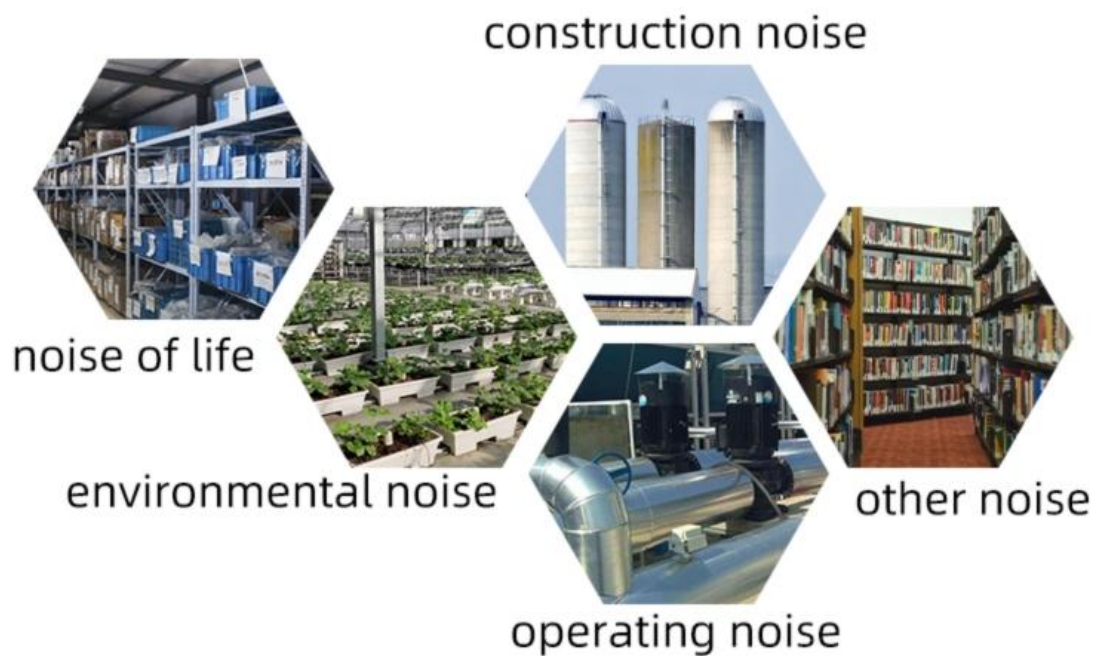 construction noise
noise of life
environmental noise
other noise
operating noise